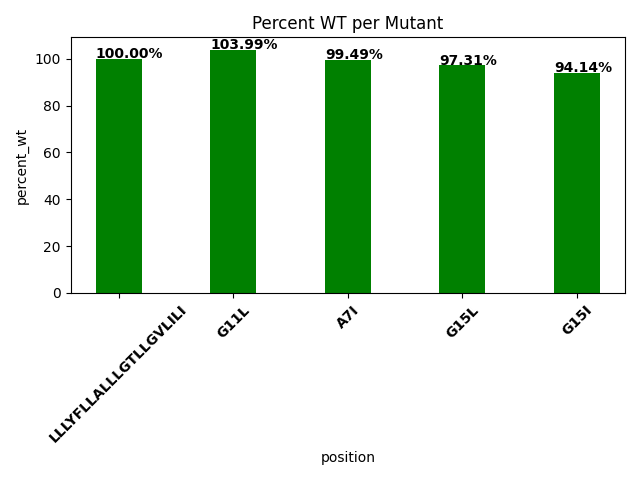 Percent WT per Mutant
100.00%
103.99%
99.49%
97.31%
94.14%
percent_wt
100
80
60
40
20
0
LLLYFLLALLLGTLLGVLILI
G11L
A7I
G15L
G15I
position